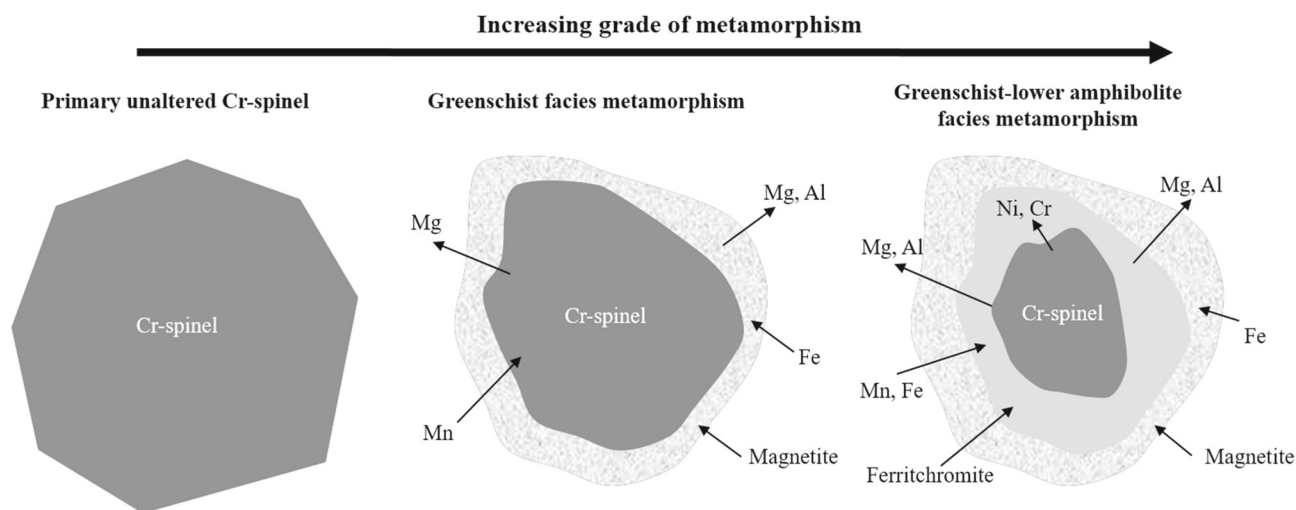 Increasing grade of metamorphism
Primary unaltered Cr-spinel
Greenschist facies metamorphism
Greenschist-lower amphibolite
facies metamorphism
Cr-spinel
Mg
Mg, Al
Cr-spinel
Fe
Mn
Magnetite
Mg, Al
Ni, Cr
Mg, Al
Cr-spinel
Fe
Mn, Fe
Ferritchromite
Magnetite